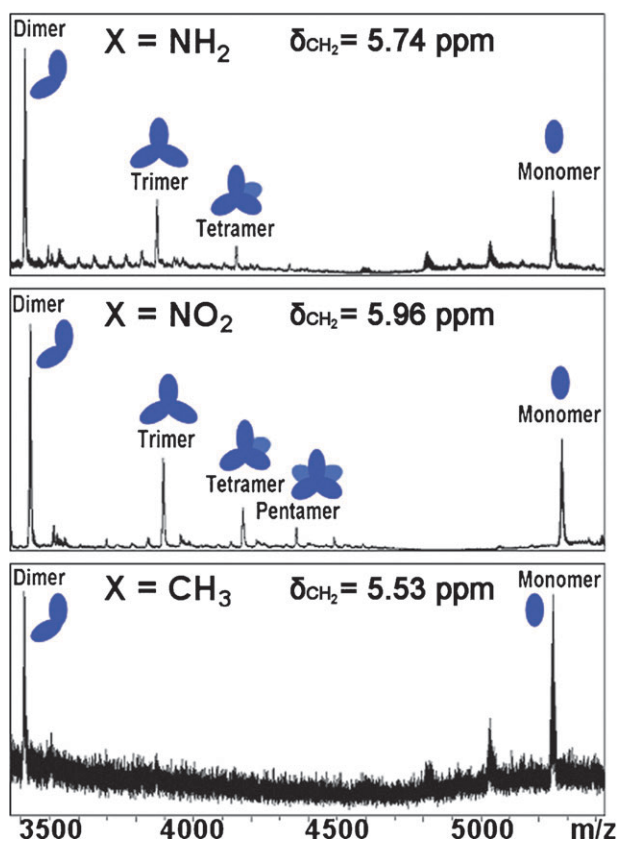 Dimer
X = NH₂
δCH₂= 5.74 ppm
Trimer
Tetramer
Monomer
Dimer
X = NO₂
δCH₂= 5.96 ppm
Trimer
Tetramer
Pentamer
Monomer
Dimer
X = CH₃
δCH₂= 5.53 ppm
Monomer
3500 4000 4500 5000 m/z